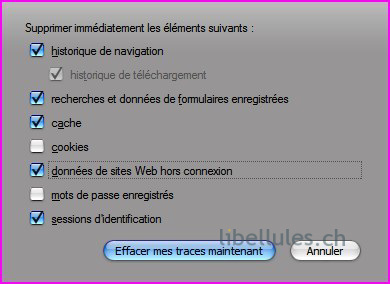 Supprimer immédiatement les éléments suivants :
historique de navigation
historique de téléchargement
recherches et données de formulaires enregistrées
cache
cookies
données de sites Web hors connexion
mots de passe enregistrés
sessions d'identification
libellules.ch
Effacer mes traces maintenant
Annuler